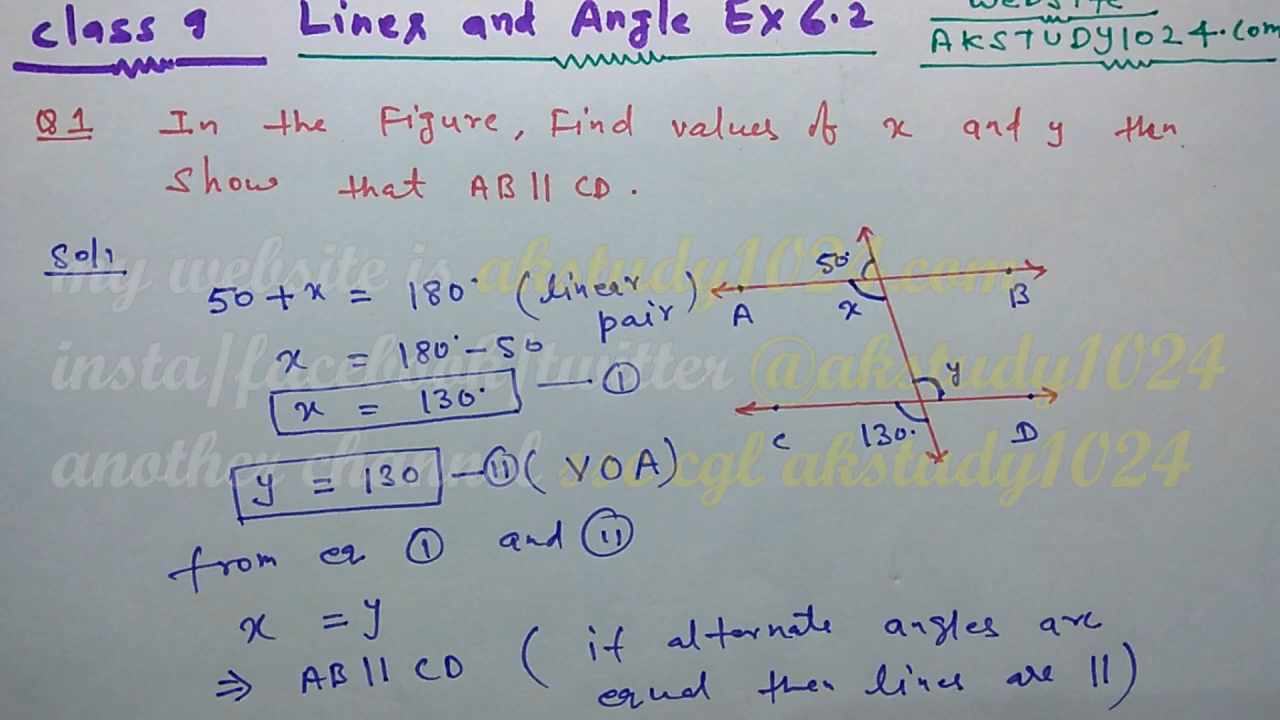 class 9 Lines and Angle Ex 6.2
website
AKSTUDY1024.com
Q1 In the Figure, Find values of x and y then
Show that AB || CD.
Sol:
my website is akstudy1024.com
50 + x = 180° (linear pair)
x = 180° - 50
insta/facebook/twitter @akstudy1024
x = 130° — ①
another channel ssc cgl akstudy1024
y = 130 — ⑪ (VOA)
from eq ① and ⑪
x = y
⇒ AB || CD ( if alternate angles are
equal then lines are || )
50°
A
x
B
y
C
130°
D